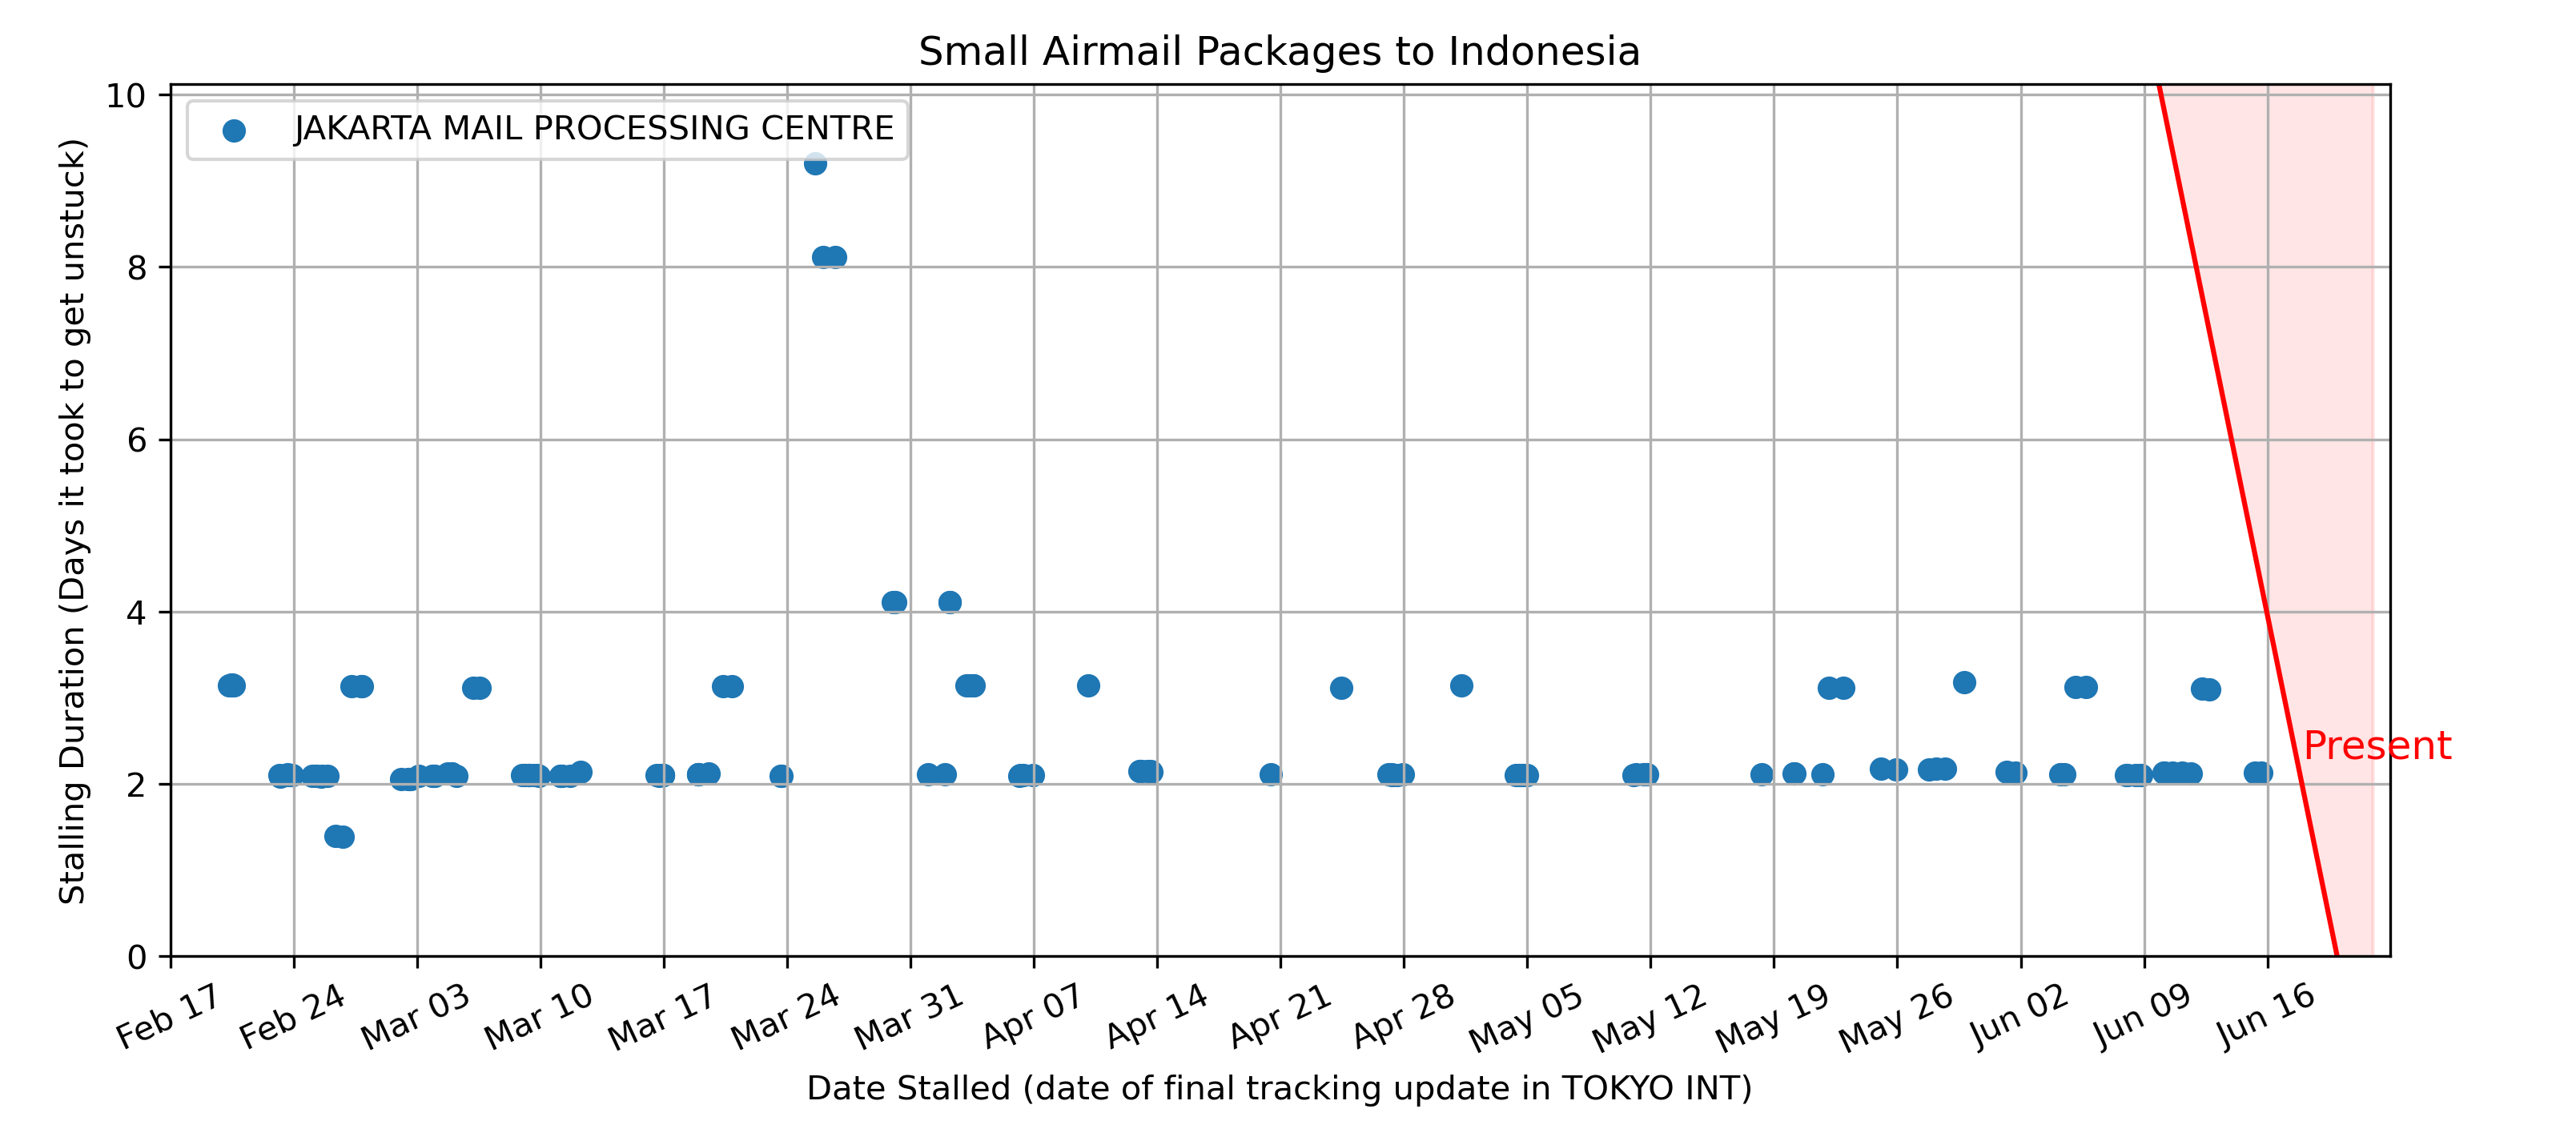 Small Airmail Packages to Indonesia
JAKARTA MAIL PROCESSING CENTRE
Stalling Duration (Days it took to get unstuck)
10
8
6
4
2
0
Present
Feb 17
Feb 24
Mar 03
Mar 10
Mar 17
Mar 24
Mar 31
Apr 07
Apr 14
Apr 21
Apr 28
May 05
May 12
May 19
May 26
Jun 02
Jun 09
Jun 16
Date Stalled (date of final tracking update in TOKYO INT)